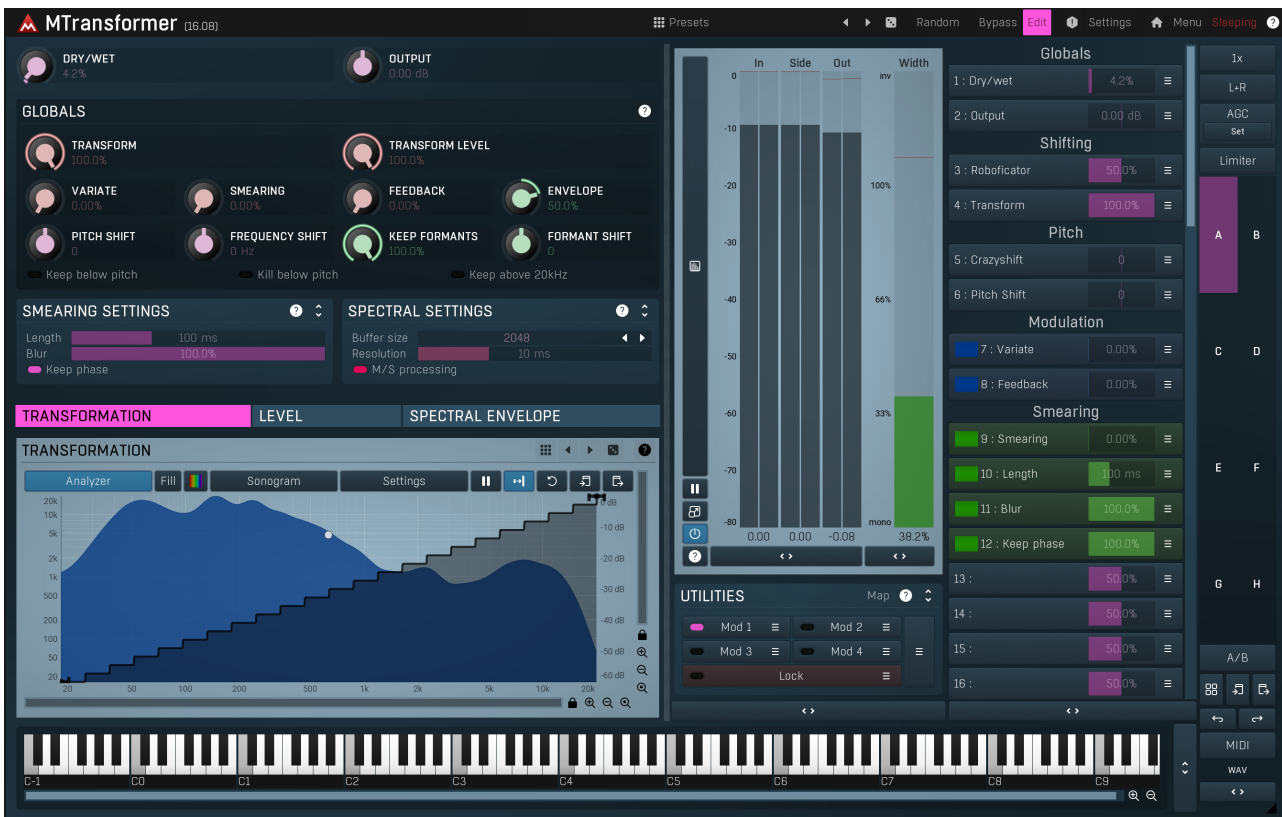 MTransformer (16.08)
Presets
Random
Bypass
Edit
Settings
Menu
Sleeping
?
DRY/WET
4.2%
OUTPUT
0.00 dB
GLOBALS
?
TRANSFORM
100.0%
TRANSFORM LEVEL
100.0%
VARIATE
0.00%
SMEARING
0.00%
FEEDBACK
0.00%
ENVELOPE
50.0%
PITCH SHIFT
0
FREQUENCY SHIFT
0 Hz
KEEP FORMANTS
100.0%
FORMANT SHIFT
0
Keep below pitch
Kill below pitch
Keep above 20kHz
SMEARING SETTINGS
?
Length 100 ms
Blur 100.0%
Keep phase
SPECTRAL SETTINGS
?
Buffer size 2048
Resolution 10 ms
M/S processing
TRANSFORMATION
LEVEL
SPECTRAL ENVELOPE
TRANSFORMATION
?
Analyzer
Fill
Sonogram
Settings
20k
10k
5k
2k
1k
500
200
100
50
20
0 dB
-10 dB
-20 dB
-30 dB
-40 dB
-50 dB
-60 dB
20 50 100 200 500 1k 2k 5k 10k 20k
In Side Out Width
0
-10
-20
-30
-40
-50
-60
-70
-80
inv
100%
66%
33%
mono
0.00 0.00 -0.08 38.2%
?
UTILITIES
Map
?
Mod 1
Mod 2
Mod 3
Mod 4
Lock
Globals
1 : Dry/wet 4.2%
2 : Output 0.00 dB
Shifting
3 : Roboficator 50.0%
4 : Transform 100.0%
Pitch
5 : Crazyshift 0
6 : Pitch Shift 0
Modulation
7 : Variate 0.00%
8 : Feedback 0.00%
Smearing
9 : Smearing 0.00%
10 : Length 100 ms
11 : Blur 100.0%
12 : Keep phase 100.0%
13 : 50.0%
14 : 50.0%
15 : 50.0%
16 : 50.0%
1x
L+R
AGC
Set
Limiter
A B
C D
E F
G H
A/B
MIDI
WAV
C-1 C0 C1 C2 C3 C4 C5 C6 C7 C8 C9